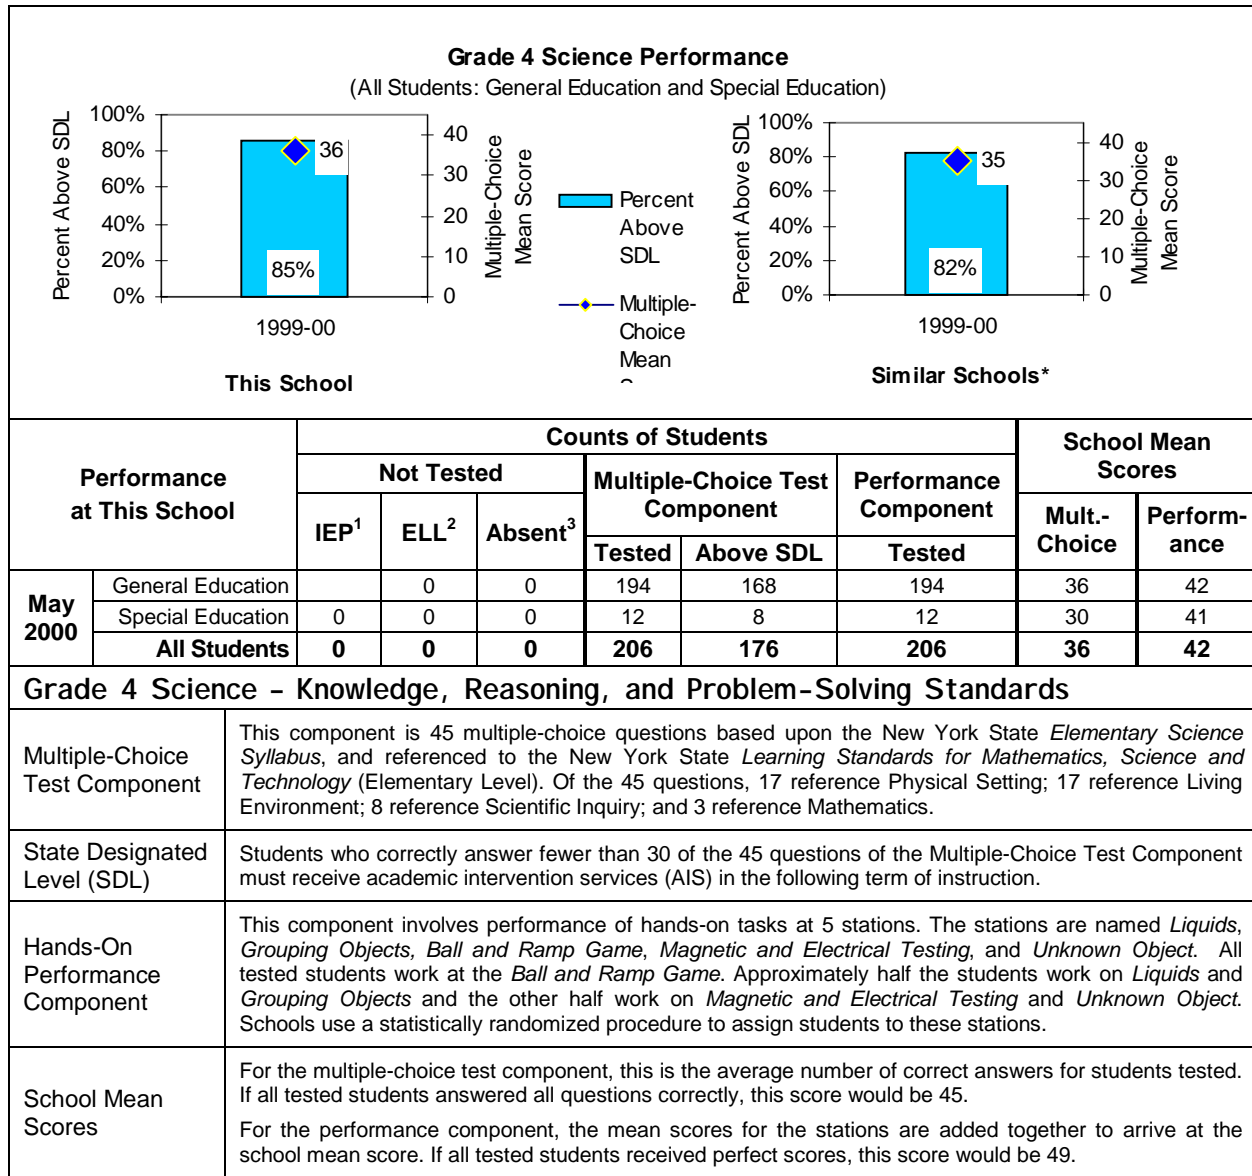 Grade 4 Science Performance
(All Students: General Education and Special Education)
Percent Above SDL
100%
80%
60%
40%
20%
0%
36
85%
40
30
20
10
0
Multiple-Choice
Mean Score
1999-00
This School
Percent
Above
SDL
Multiple-
Choice
Mean
Percent Above SDL
100%
80%
60%
40%
20%
0%
35
82%
40
30
20
10
0
Multiple-Choice
Mean Score
1999-00
Similar Schools*
Performance
at This School
Counts of Students
School Mean
Scores
Not Tested
Multiple-Choice Test
Component
Performance
Component
IEP1 ELL2 Absent3
Tested Above SDL Tested
Mult.-
Choice
Perform-
ance
May
2000
General Education 0 0 194 168 194 36 42
Special Education 0 0 0 12 8 12 30 41
All Students 0 0 0 206 176 206 36 42
Grade 4 Science – Knowledge, Reasoning, and Problem-Solving Standards
Multiple-Choice
Test Component
This component is 45 multiple-choice questions based upon the New York State Elementary Science
Syllabus, and referenced to the New York State Learning Standards for Mathematics, Science and
Technology (Elementary Level). Of the 45 questions, 17 reference Physical Setting; 17 reference Living
Environment; 8 reference Scientific Inquiry; and 3 reference Mathematics.
State Designated
Level (SDL)
Students who correctly answer fewer than 30 of the 45 questions of the Multiple-Choice Test Component
must receive academic intervention services (AIS) in the following term of instruction.
Hands-On
Performance
Component
This component involves performance of hands-on tasks at 5 stations. The stations are named Liquids,
Grouping Objects, Ball and Ramp Game, Magnetic and Electrical Testing, and Unknown Object. All
tested students work at the Ball and Ramp Game. Approximately half the students work on Liquids and
Grouping Objects and the other half work on Magnetic and Electrical Testing and Unknown Object.
Schools use a statistically randomized procedure to assign students to these stations.
School Mean
Scores
For the multiple-choice test component, this is the average number of correct answers for students tested.
If all tested students answered all questions correctly, this score would be 45.
For the performance component, the mean scores for the stations are added together to arrive at the
school mean score. If all tested students received perfect scores, this score would be 49.